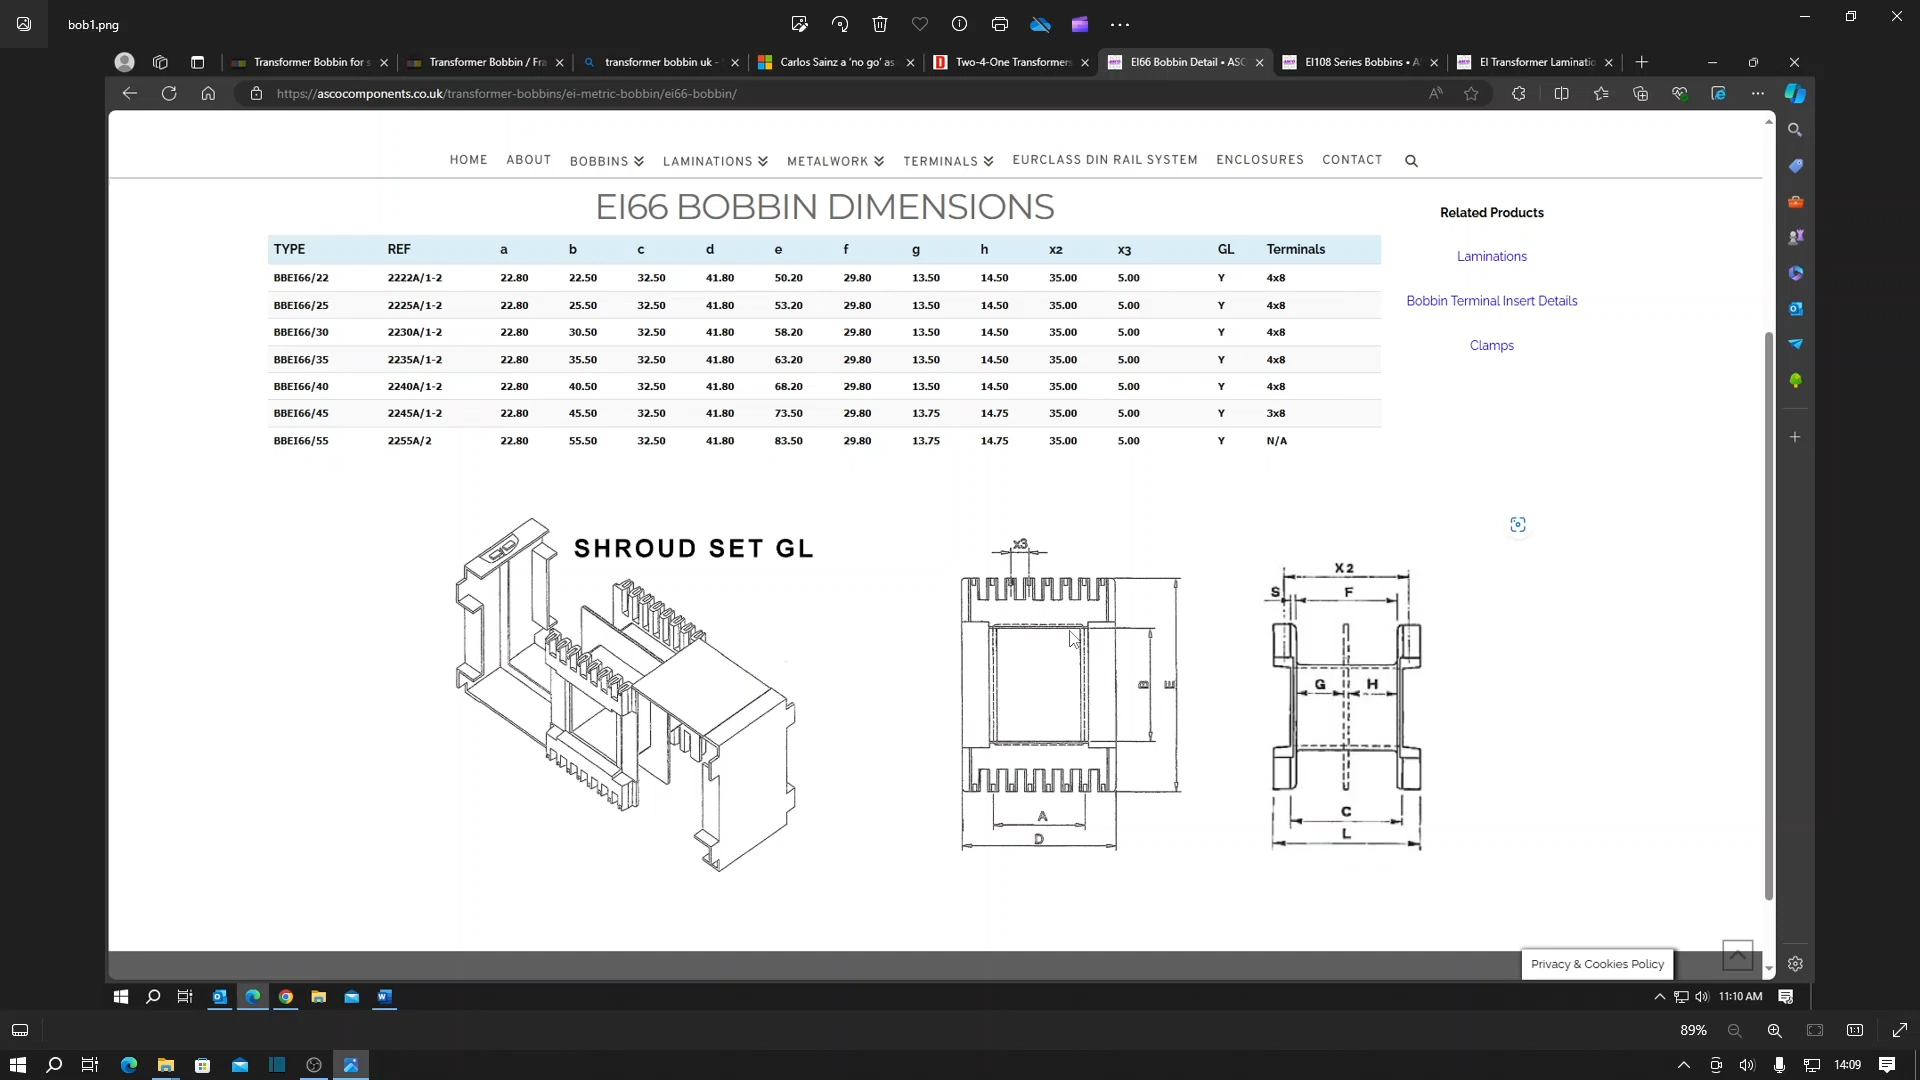 bob1.png
Transformer Bobbin for s
Transformer Bobbin / Fra
transformer bobbin uk -
Carlos Sainz a 'no go' as
Two-4-One Transformers
EI66 Bobbin Detail • ASC
EI108 Series Bobbins • A
EI Transformer Laminatio
https://ascocomponents.co.uk/transformer-bobbins/ei-metric-bobbin/ei66-bobbin/
HOME ABOUT BOBBINS LAMINATIONS METALWORK TERMINALS EURCLASS DIN RAIL SYSTEM ENCLOSURES CONTACT
EI66 BOBBIN DIMENSIONS
TYPE REF a b c d e f g h x2 x3 GL Terminals
BBEI66/22 2222A/1-2 22.80 22.50 32.50 41.80 50.20 29.80 13.50 14.50 35.00 5.00 Y 4x8
BBEI66/25 2225A/1-2 22.80 25.50 32.50 41.80 53.20 29.80 13.50 14.50 35.00 5.00 Y 4x8
BBEI66/30 2230A/1-2 22.80 30.50 32.50 41.80 58.20 29.80 13.50 14.50 35.00 5.00 Y 4x8
BBEI66/35 2235A/1-2 22.80 35.50 32.50 41.80 63.20 29.80 13.50 14.50 35.00 5.00 Y 4x8
BBEI66/40 2240A/1-2 22.80 40.50 32.50 41.80 68.20 29.80 13.50 14.50 35.00 5.00 Y 4x8
BBEI66/45 2245A/1-2 22.80 45.50 32.50 41.80 73.50 29.80 13.75 14.75 35.00 5.00 Y 3x8
BBEI66/55 2255A/2 22.80 55.50 32.50 41.80 83.50 29.80 13.75 14.75 35.00 5.00 Y N/A
Related Products
Laminations
Bobbin Terminal Insert Details
Clamps
SHROUD SET GL
x3
B E
A
D
X2
S F
G H
C
L
Privacy & Cookies Policy
11:10 AM
89%
14:09